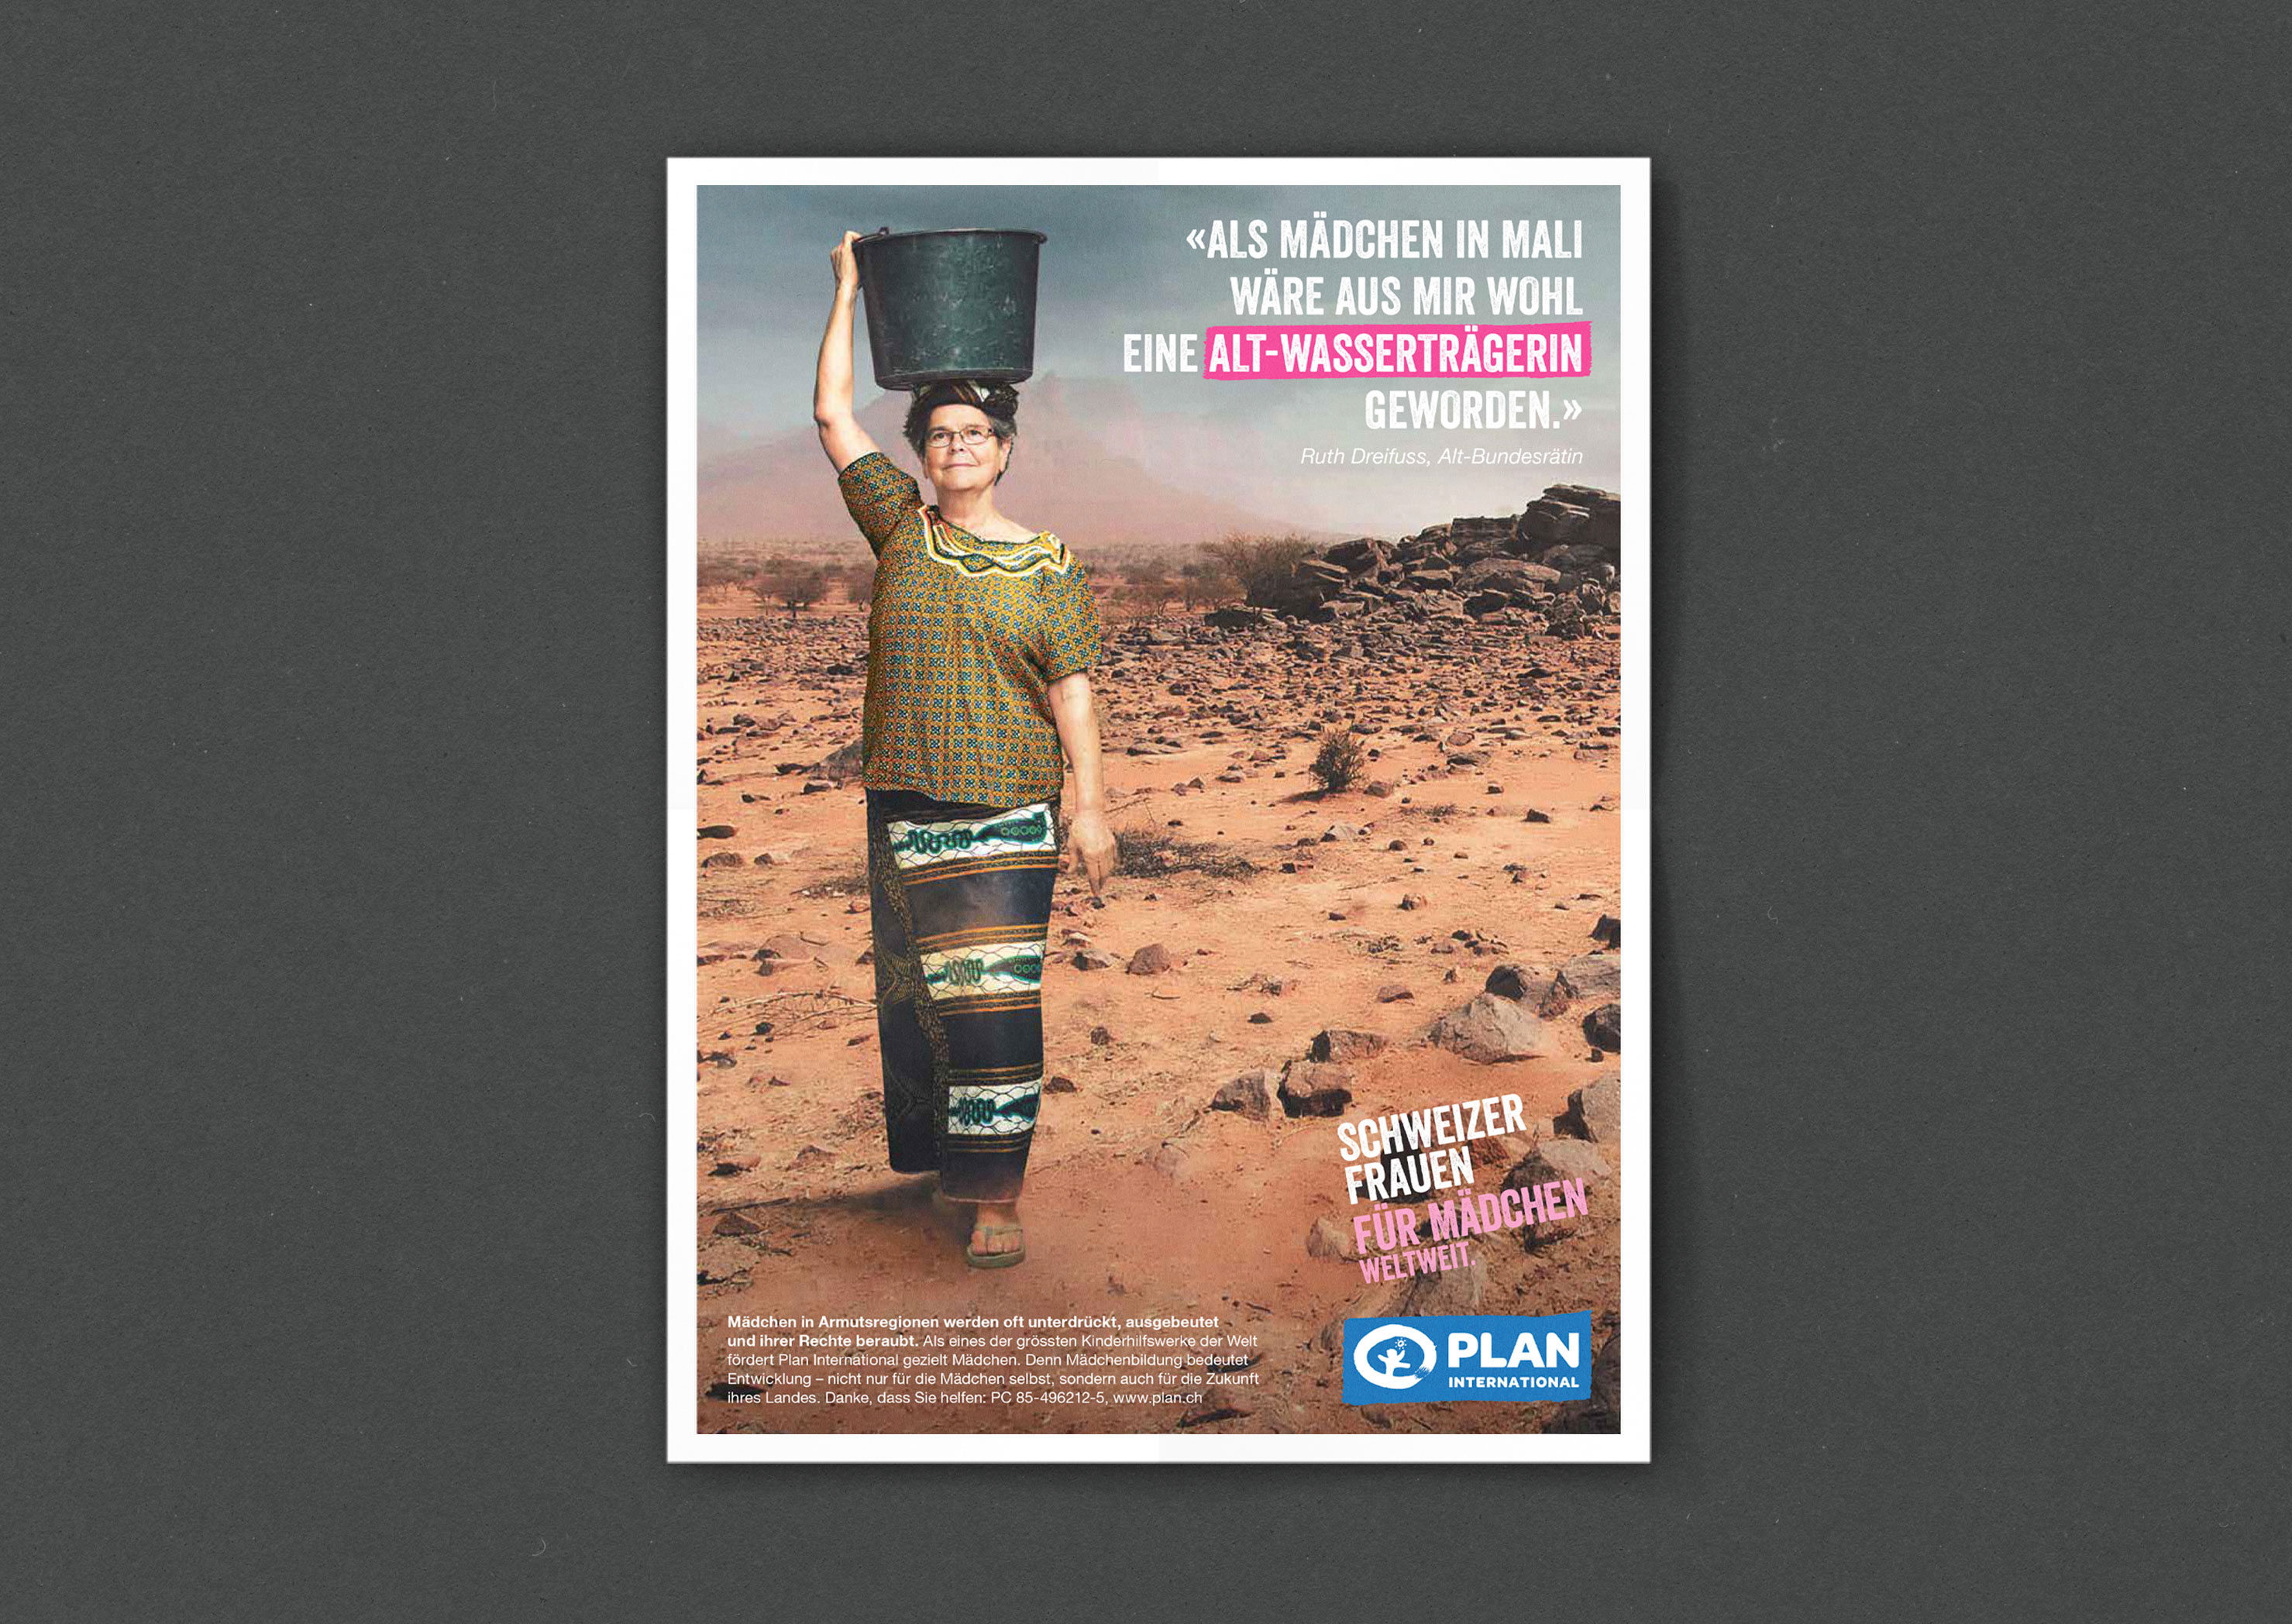 «ALS MÄDCHEN IN MALI
WÄRE AUS MIR WOHL
EINE ALT-WASSERTRÄGERIN
GEWORDEN.»
Ruth Dreifuss, Alt-Bundesrätin
SCHWEIZER
FRAUEN
FÜR MÄDCHEN
WELTWEIT.
Mädchen in Armutsregionen werden oft unterdrückt, ausgebeutet
und ihrer Rechte beraubt. Als eines der grössten Kinderhilfswerke der Welt
fördert Plan International gezielt Mädchen. Denn Mädchenbildung bedeutet
Entwicklung – nicht nur für die Mädchen selbst, sondern auch für die Zukunft
ihres Landes. Danke, dass Sie helfen: PC 85-496212-5, www.plan.ch
PLAN
INTERNATIONAL